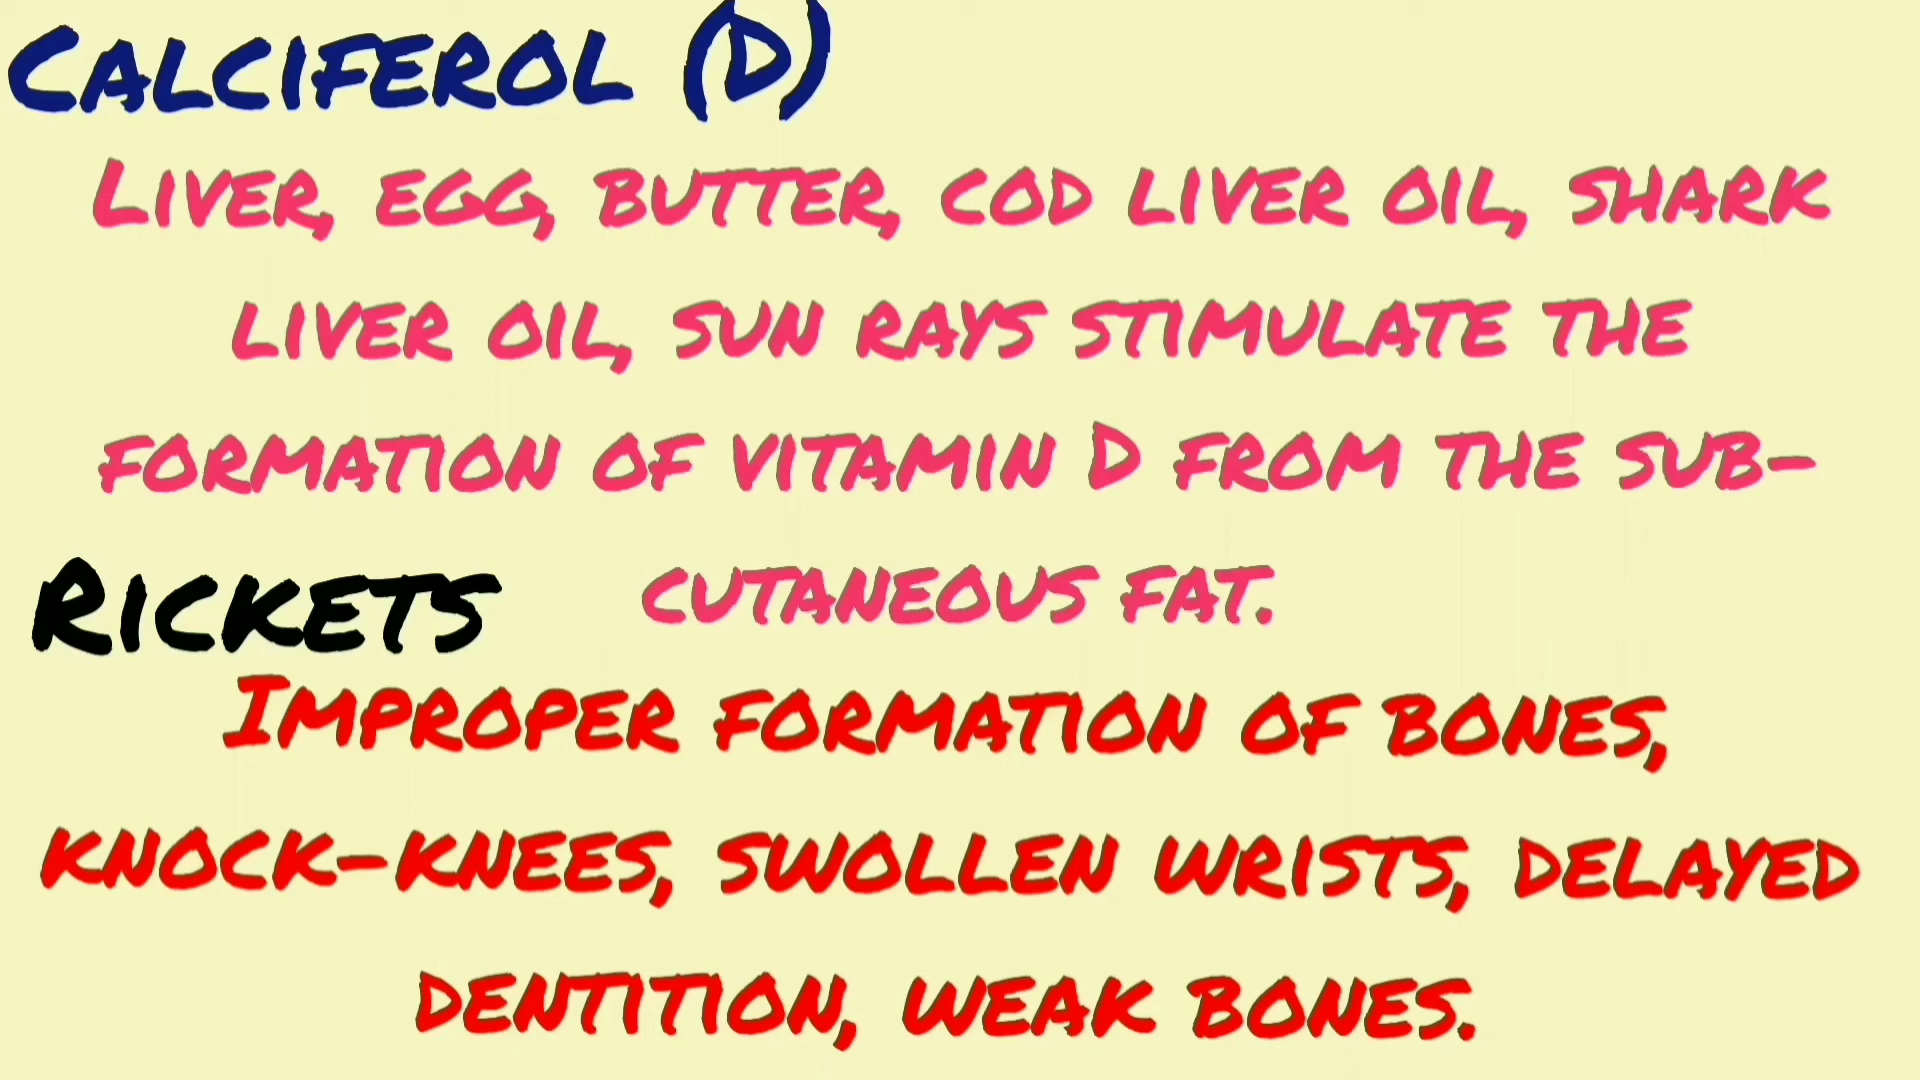 Calciferol (D)
Liver, egg, butter, cod liver oil, shark
liver oil, sun rays stimulate the
formation of vitamin D from the sub-
cutaneous fat.
Rickets
Improper formation of bones,
knock-knees, swollen wrists, delayed
dentition, weak bones.